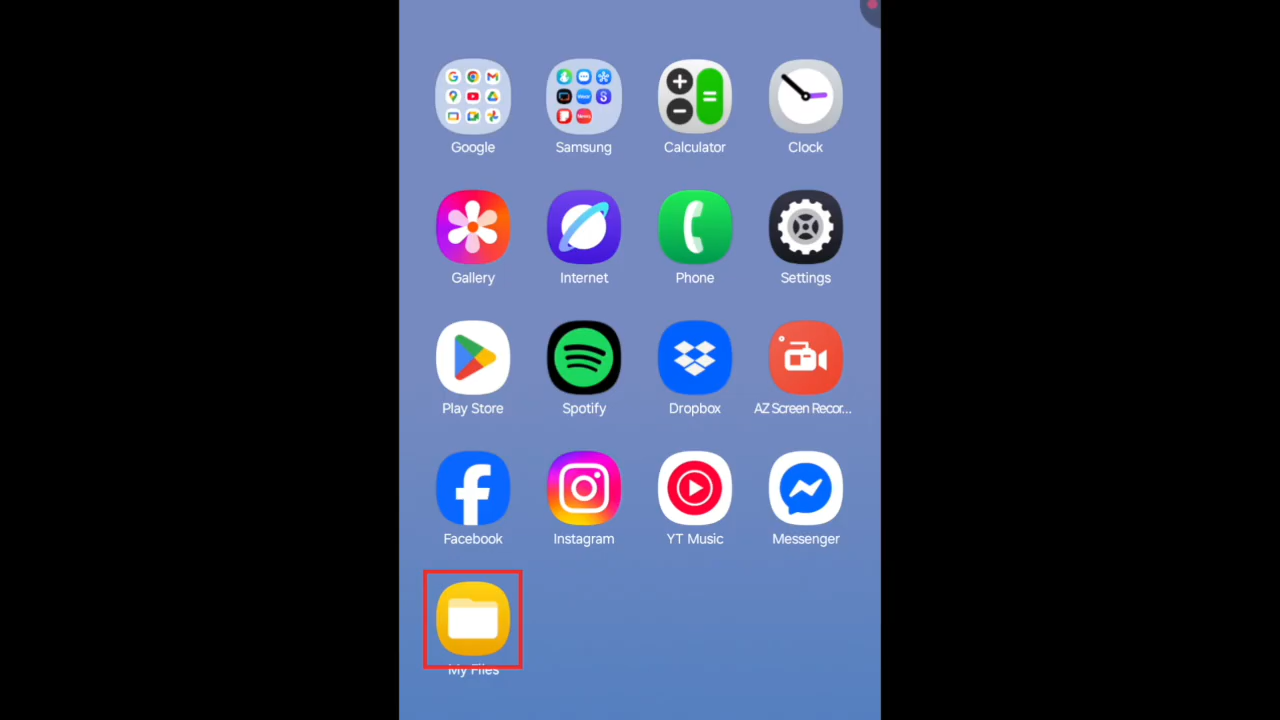 Google Samsung Calculator Clock
Gallery Internet Phone Settings
Play Store Spotify Dropbox AZ Screen Recor...
Facebook Instagram YT Music Messenger
My Files